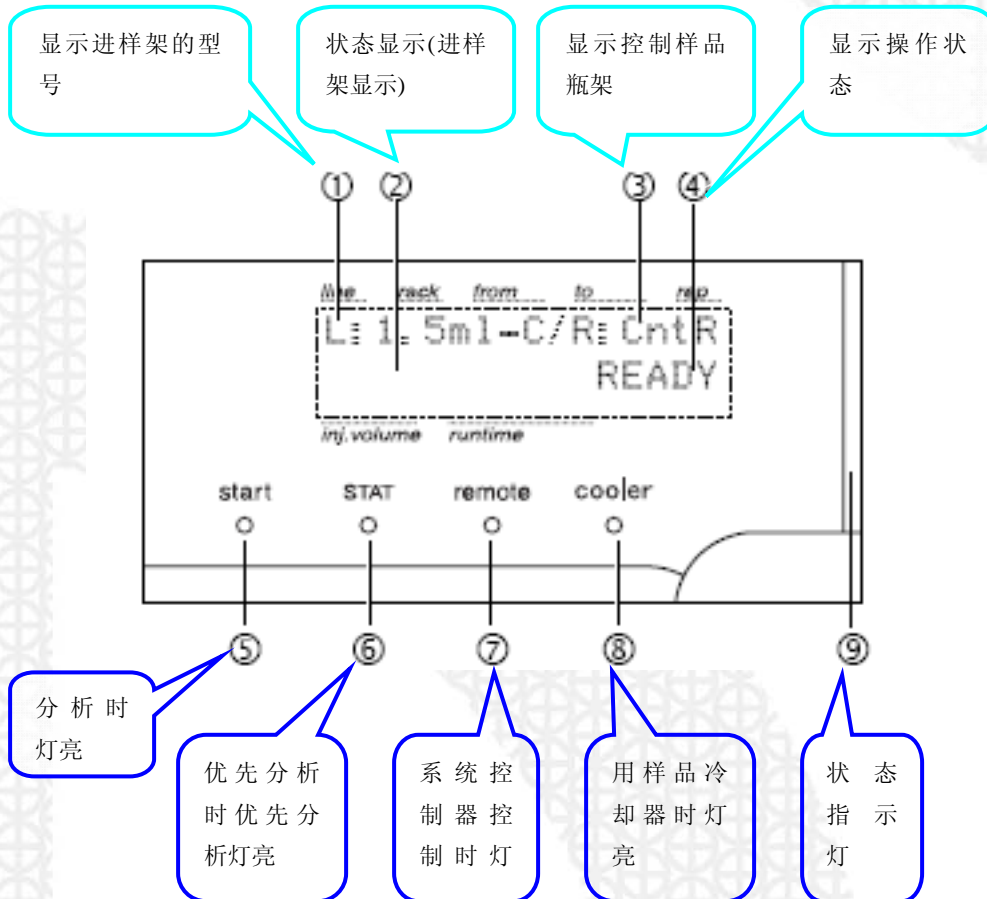 显示进样架的型
号
状态显示(进样
架显示)
显示控制样品
瓶架
显示操作状
态
① ② ③ ④
line rack from to rep
L: 1.5ml-C/R: CntR
READY
inj.volume runtime
start STAT remote cooler
⑤ ⑥ ⑦ ⑧ ⑨
分析时
灯亮
优先分析
时优先分
析灯亮
系统控
制器控
制时灯
用样品冷
却器时灯
亮
状态
指示
灯